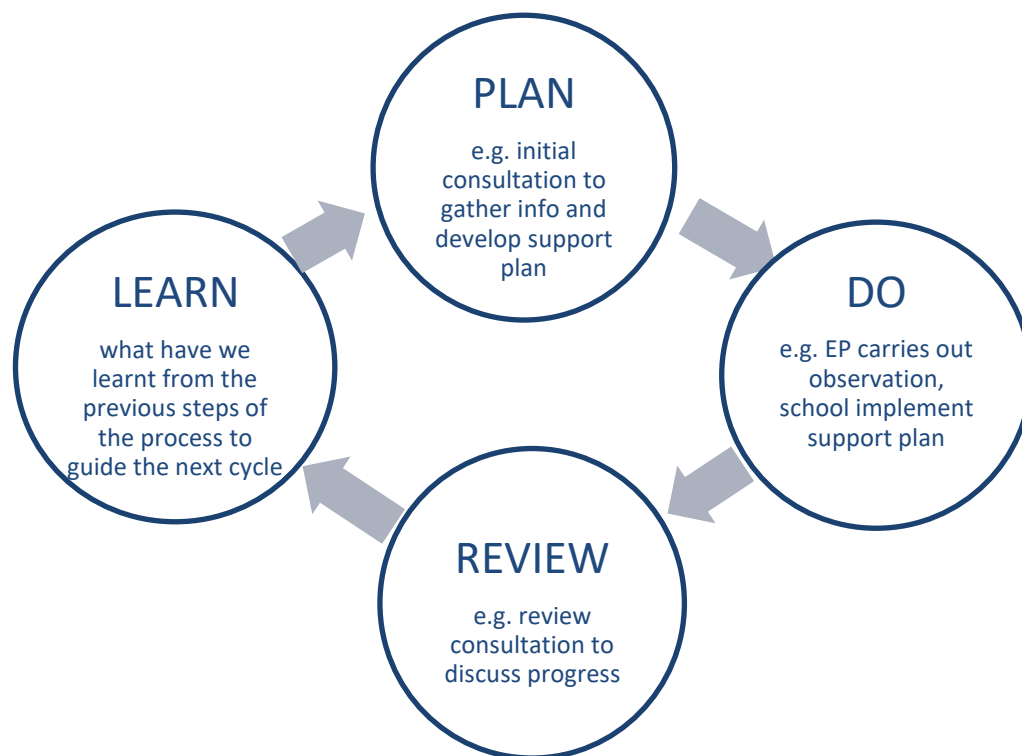 PLAN
e.g. initial
consultation to
gather info and
develop support
plan
DO
e.g. EP carries out
observation,
school implement
support plan
REVIEW
e.g. review
consultation to
discuss progress
LEARN
what have we
learnt from the
previous steps of
the process to
guide the next cycle